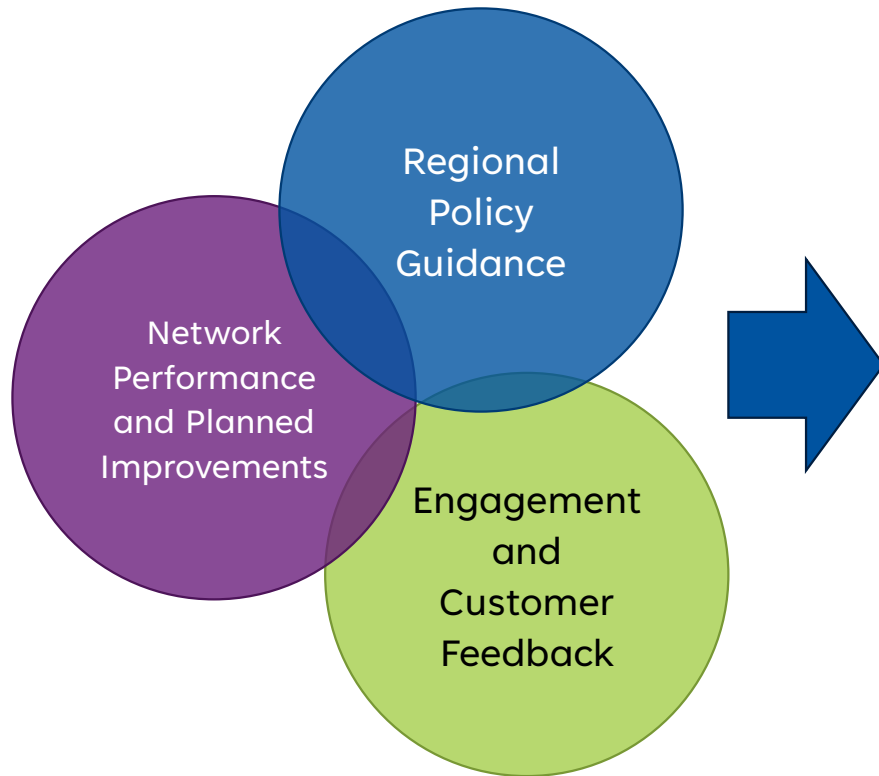 Regional
Policy
Guidance
Network
Performance
and Planned
Improvements
Engagement
and
Customer
Feedback